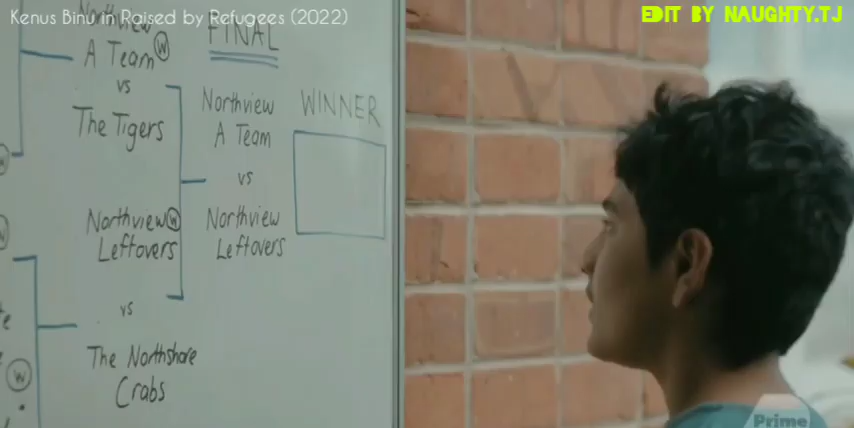 Kenus Binu in Raised by Refugees (2022)
EDIT BY NAUGHTY.TJ
Northview
A Team W
vs
The Tigers
Northview W
Leftovers
vs
The Northshore
Crabs
FINAL
Northview
A Team
vs
Northview
Leftovers
WINNER
W
W
W
Prime